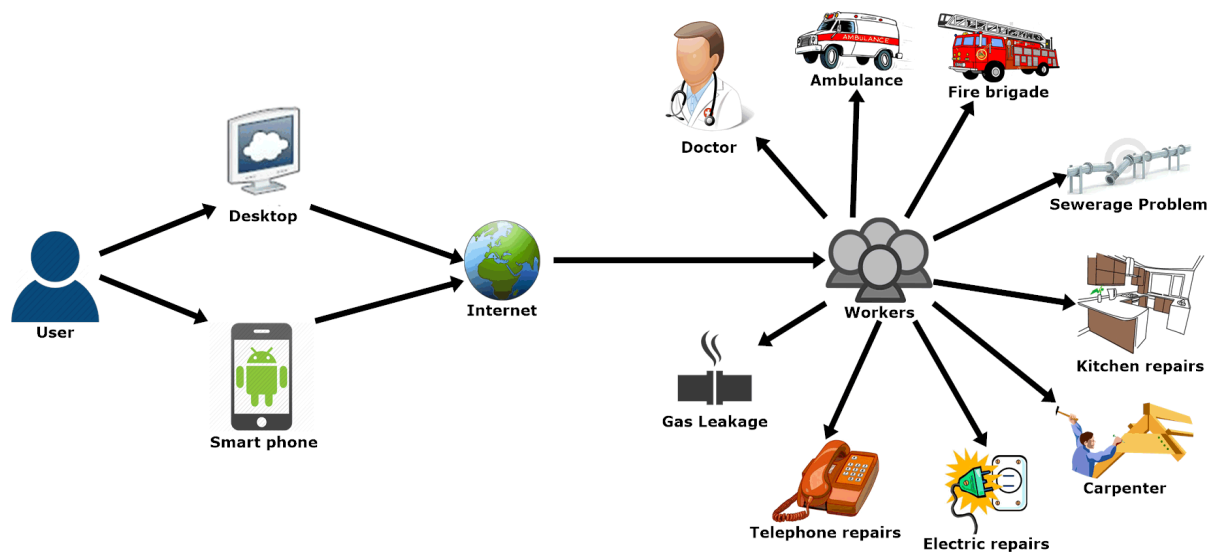 AMBULANCE
Ambulance
Fire brigade
Doctor
Desktop
Sewerage Problem
User
Internet
Workers
Kitchen repairs
Gas Leakage
Smart phone
Carpenter
Telephone repairs
Electric repairs